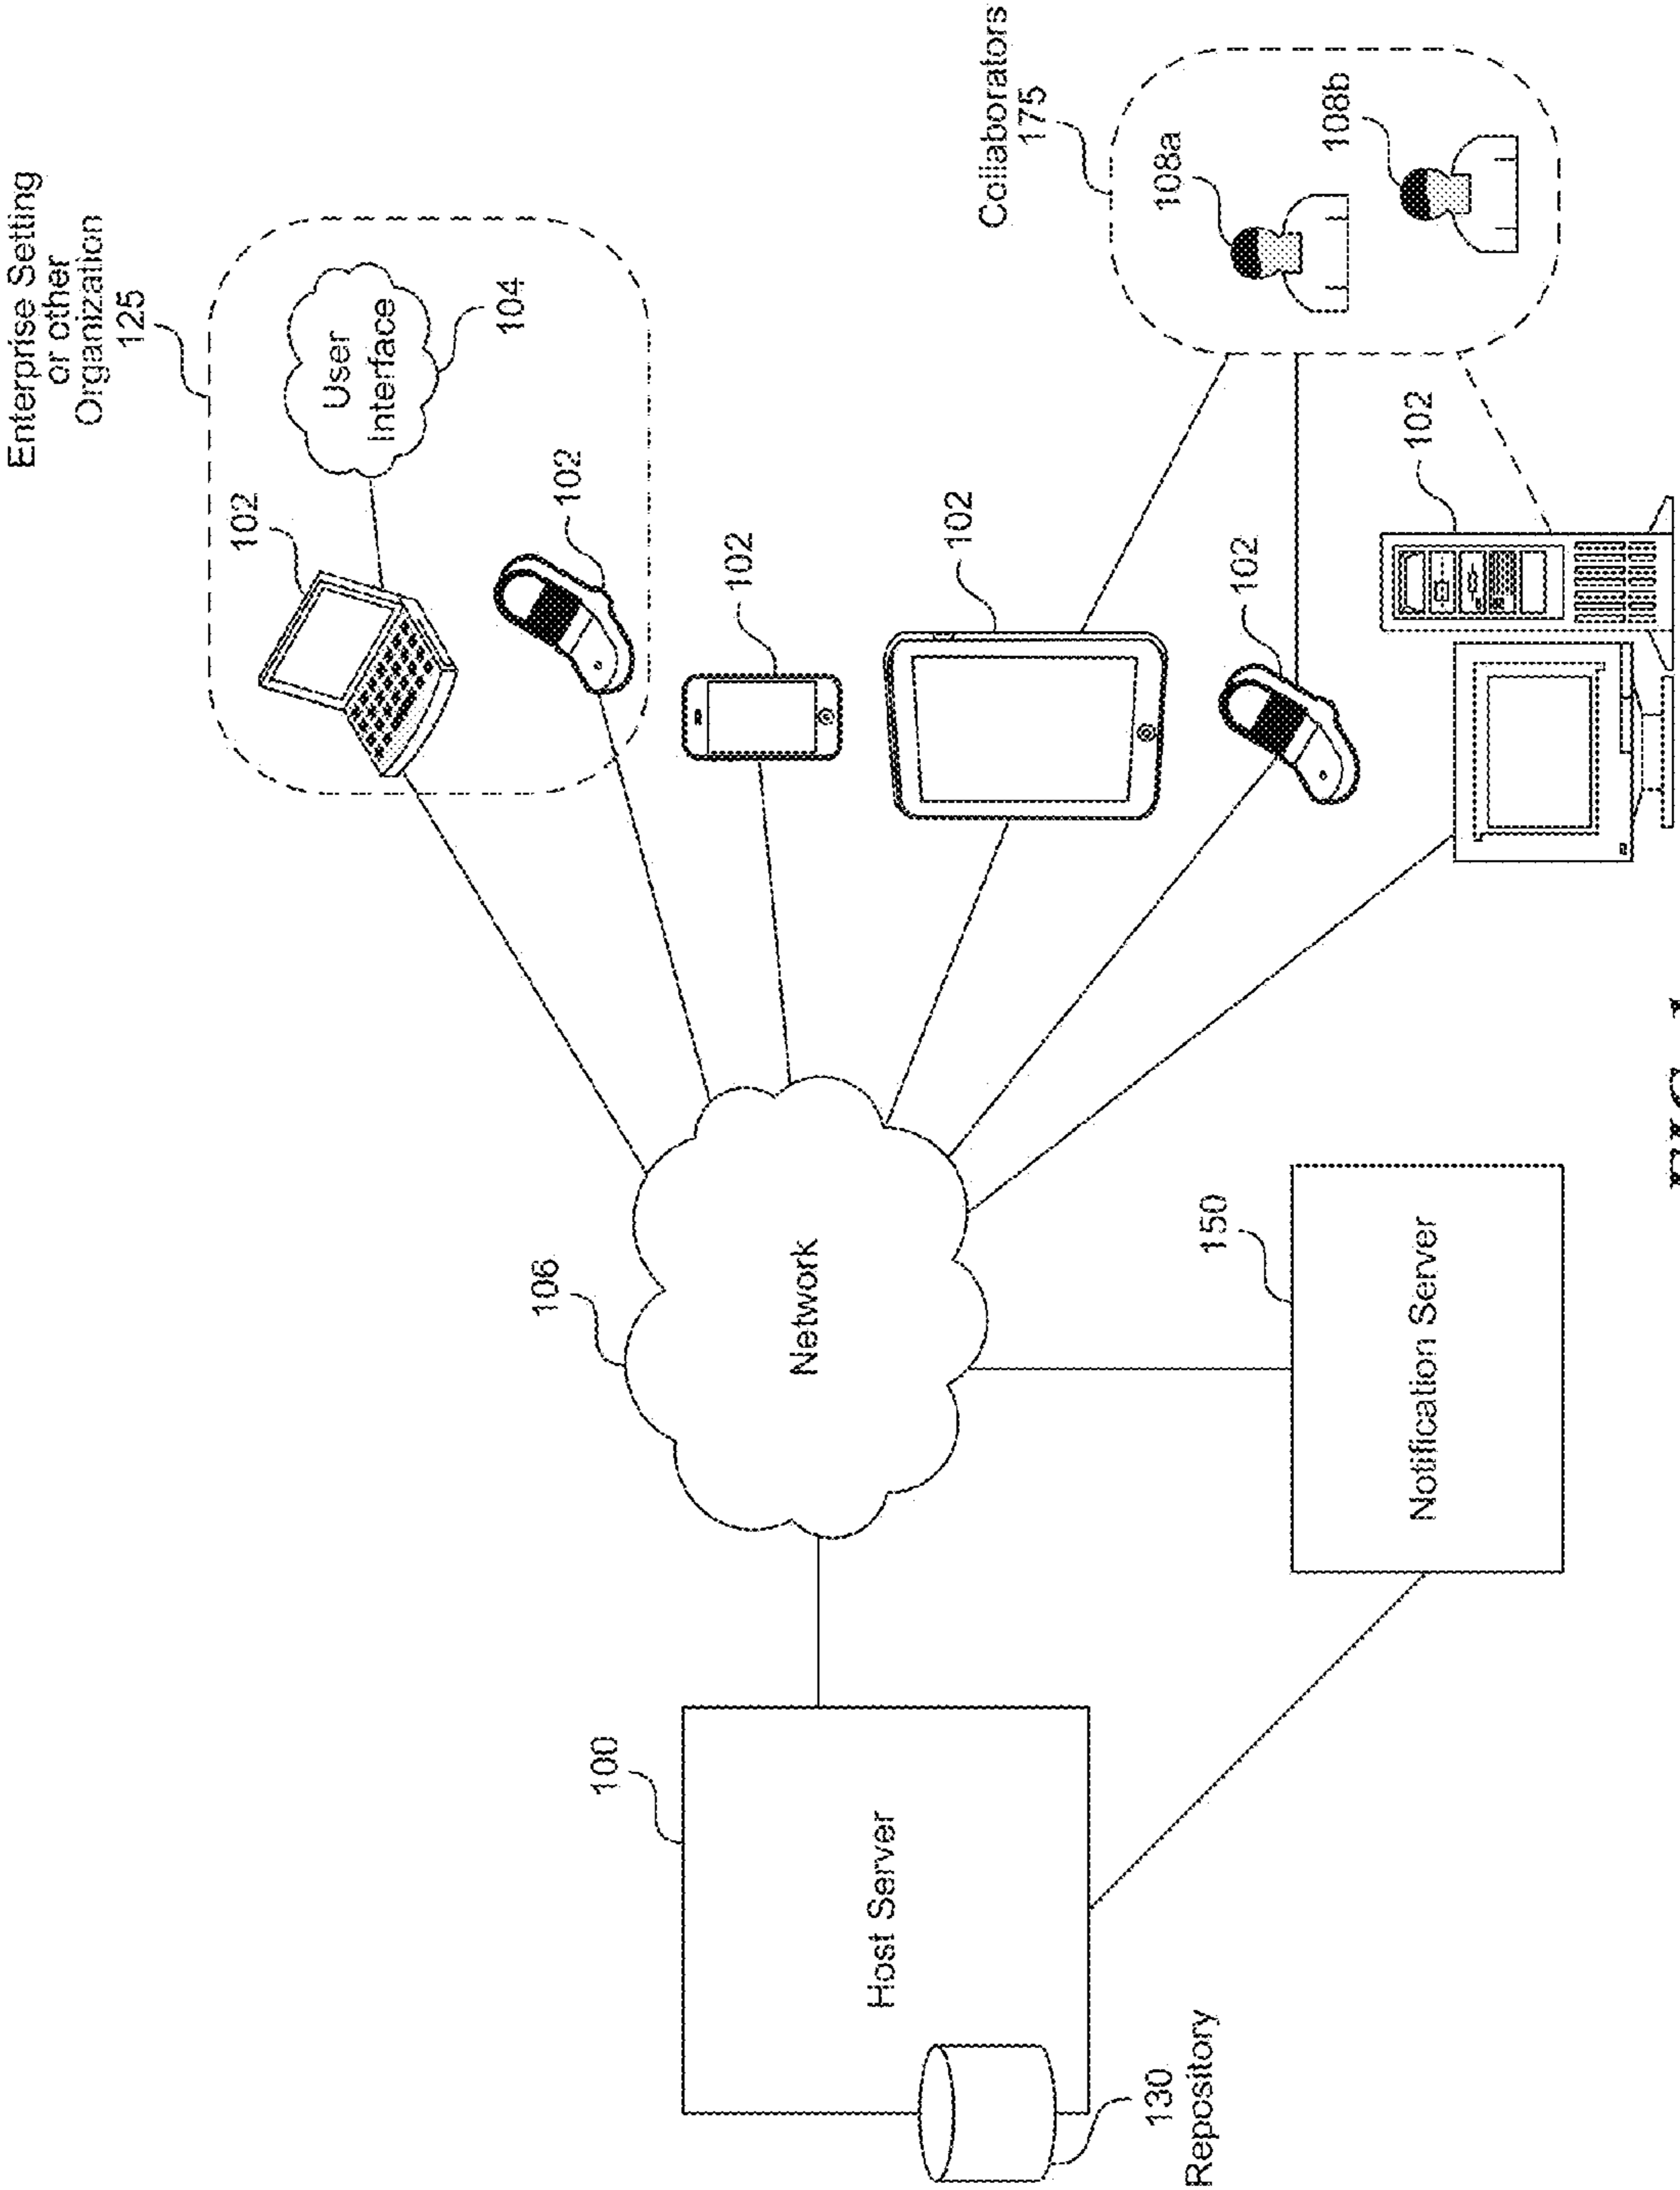 Enterprise Setting
or other
Organization
125
102
User
Interface
104
102
102
102
102
102
Collaborators
175
108a
108b
106
Network
100
Host Server
130
Repository
150
Notification Server